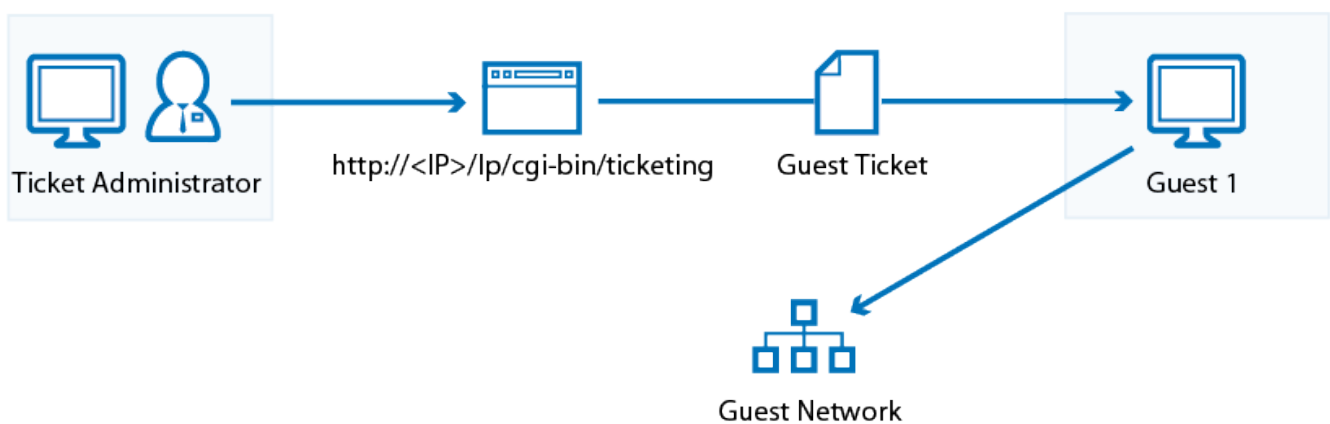 Ticket Administrator
http://<IP>/lp/cgi-bin/ticketing
Guest Ticket
Guest 1
Guest Network